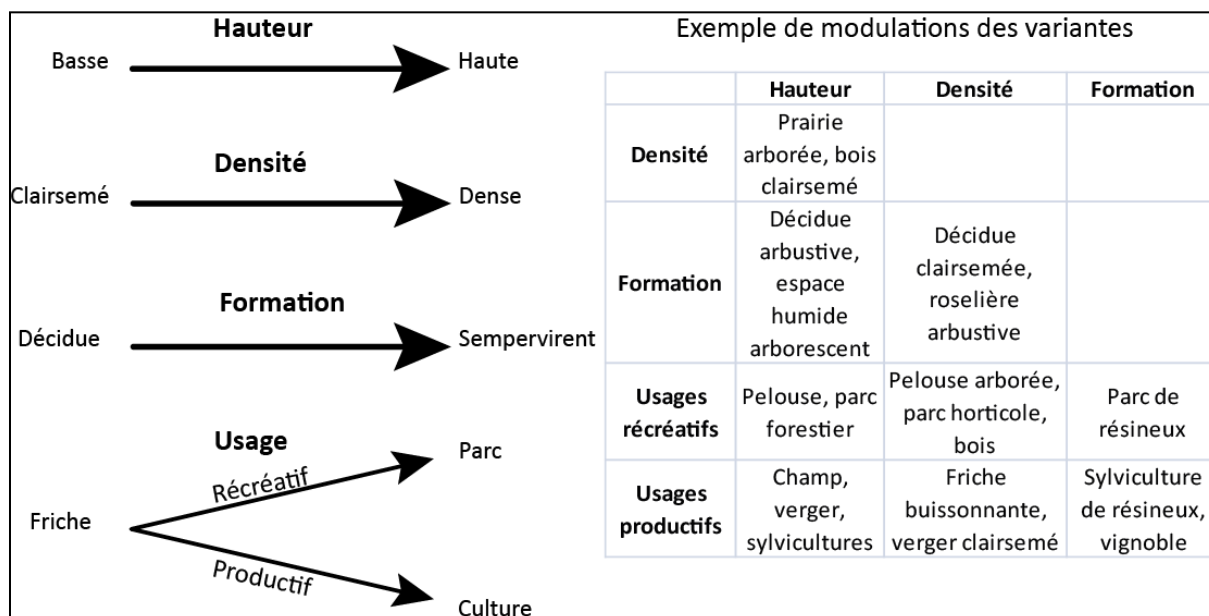 Hauteur
Basse
Haute
Densité
Clairsemé
Dense
Formation
Décidue
Sempervirent
Usage
Récréatif
Parc
Friche
Productif
Culture
Exemple de modulations des variantes
Hauteur Densité Formation
Densité
Prairie
arborée, bois
clairsemé
Formation
Décidue
arbustive,
espace
humide
arborescent
Décidue
clairsemée,
roselière
arbustive
Usages
récréatifs
Pelouse, parc
forestier
Pelouse arborée,
parc horticole,
bois
Parc de
résineux
Usages
productifs
Champ,
verger,
sylvicultures
Friche
buissonnante,
verger clairsemé
Sylviculture
de résineux,
vignoble